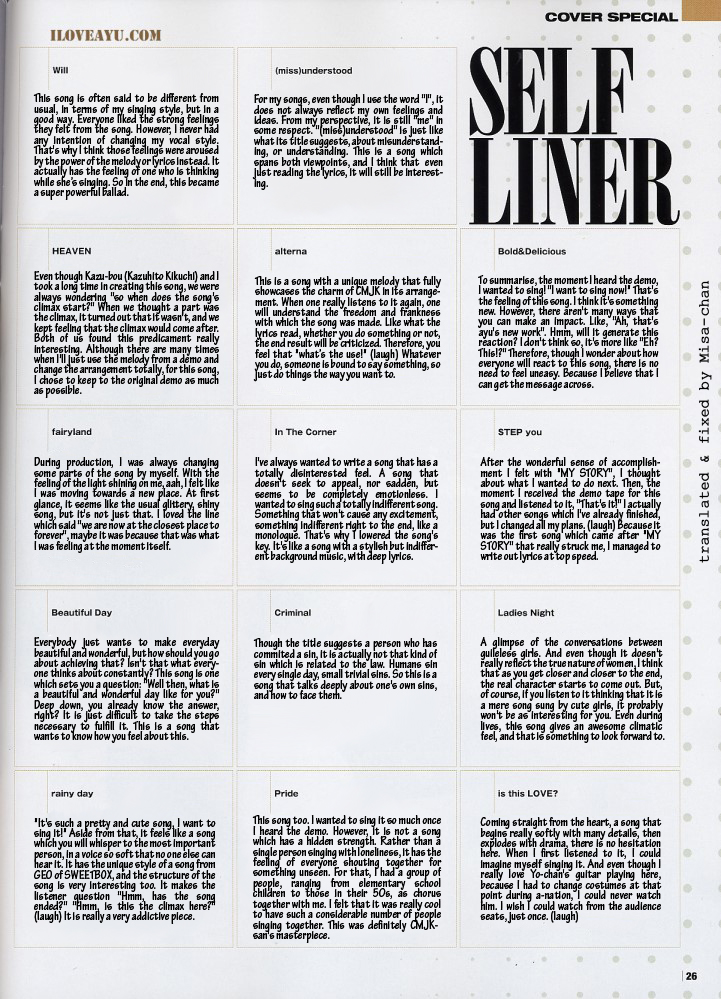 COVER SPECIAL
ILOVEAYU.COM
SELF
LINER
Will
This song is often said to be different from
usual, in terms of my singing style, but in a
good way. Everyone liked the strong feelings
they felt from the song. However, I never had
any intention of changing my vocal style.
That's why I think those feelings were aroused
by the power of the melody or lyrics instead. It
actually has the feeling of one who is thinking
while she's singing. So in the end, this became
a super powerful ballad.
(miss)understood
For my songs, even though I use the word "I", it
does not always reflect my own feelings and
ideas. From my perspective, it is still "me" in
some respect. "(miss)understood" is just like
what its title suggests, about misunderstand-
ing, or understanding. This is a song which
spans both viewpoints, and I think that even
just reading the lyrics, it will still be interest-
ing.
HEAVEN
Even though Kazu-bou (Kazuhito Kikuchi) and I
took a long time in creating this song, we were
always wondering "so when does the song's
climax start?" When we thought a part was
the climax, it turned out that it wasn't, and we
kept feeling that the climax would come after.
Both of us found this predicament really
interesting. Although there are many times
when I'll just use the melody from a demo and
change the arrangement totally, for this song,
I chose to keep to the original demo as much
as possible.
alterna
This is a song with a unique melody that fully
showcases the charm of CMJK in its arrange-
ment. When one really listens to it again, one
will understand the freedom and frankness
with which the song was made. Like what the
lyrics read, whether you do something or not,
the end result will be criticized. Therefore, you
feel that "what's the use!" (laugh) Whatever
you do, someone is bound to say something, so
just do things the way you want to.
Bold&Delicious
To summarise, the moment I heard the demo,
I wanted to sing! "I want to sing now!" That's
the feeling of this song. I think it's something
new. However, there aren't many ways that
you can make an impact. Like, "Ah, that's
ayu's new work". Hmm, will it generate this
reaction? I don't think so, it's more like "Eh?
This!?" Therefore, though I wonder about how
everyone will react to this song, there is no
need to feel uneasy. Because I believe that I
can get the message across.
fairyland
During production, I was always changing
some parts of the song by myself. With the
feeling of the light shining on me, aah, I felt like
I was moving towards a new place. At first
glance, it seems like the usual glittery, shiny
song, but it's not just that. I loved the line
which said "we are now at the closest place to
forever", maybe it was because that was what
I was feeling at the moment itself.
In The Corner
I've always wanted to write a song that has a
totally disinterested feel. A song that
doesn't seek to appeal, nor sadden, but
seems to be completely emotionless. I
wanted to sing such a totally indifferent song.
Something that won't cause any excitement,
something indifferent right to the end, like a
monologue. That's why I lowered the song's
key. It's like a song with a stylish but indiffer-
ent background music, with deep lyrics.
STEP you
After the wonderful sense of accomplish-
ment I felt with "MY STORY", I thought
about what I wanted to do next. Then, the
moment I received the demo tape for this
song and listened to it, "That's it!" I actually
had other songs which I've already finished,
but I changed all my plans. (laugh) Because it
was the first song which came after "MY
STORY" that really struck me, I managed to
write out lyrics at top speed.
Beautiful Day
Everybody just wants to make everyday
beautiful and wonderful, but how should you go
about achieving that? Isn't that what every-
one thinks about constantly? This song is one
which sets you a question: "Well then, what is
a beautiful and wonderful day like for you?"
Deep down, you already know the answer,
right? It is just difficult to take the steps
necessary to fulfill it. This is a song that
wants to know how you feel about this.
Criminal
Though the title suggests a person who has
commited a sin, it is actually not that kind of
sin which is related to the law. Humans sin
every single day, small trivial sins. So this is a
song that talks deeply about one's own sins,
and how to face them.
Ladies Night
A glimpse of the conversations between
guileless girls. And even though it doesn't
really reflect the true nature of women, I think
that as you get closer and closer to the end,
the real character starts to come out. But,
of course, if you listen to it thinking that it is
a mere song sung by cute girls, it probably
won't be as interesting for you. Even during
lives, this song gives an awesome climatic
feel, and that is something to look forward to.
rainy day
"It's such a pretty and cute song, I want to
sing it!" Aside from that, it feels like a song
which you will whisper to the most important
person, in a voice so soft that no one else can
hear it. It has the unique style of a song from
GEO of SWEETBOX, and the structure of the
song is very interesting too. It makes the
listener question "Hmm, has the song
ended?" "Hmm, is this the climax here?"
(laugh) It is really a very addictive piece.
Pride
This song too. I wanted to sing it so much once
I heard the demo. However, it is not a song
which has a hidden strength. Rather than a
single person singing with loneliness, it has the
feeling of everyone shouting together for
something unseen. For that, I had a group of
people, ranging from elementary school
children to those in their 50s, as chorus
together with me. I felt that it was really cool
to have such a considerable number of people
singing together. This was definitely CMJK-
san's masterpiece.
is this LOVE?
Coming straight from the heart, a song that
begins really softly with many details, then
explodes with drama, there is no hesitation
here. When I first listened to it, I could
imagine myself singing it. And even though I
really love Yo-chan's guitar playing here,
because I had to change costumes at that
point during a-nation, I could never watch
him. I wish I could watch from the audience
seats, just once. (laugh)
translated & fixed by Misa-chan
26